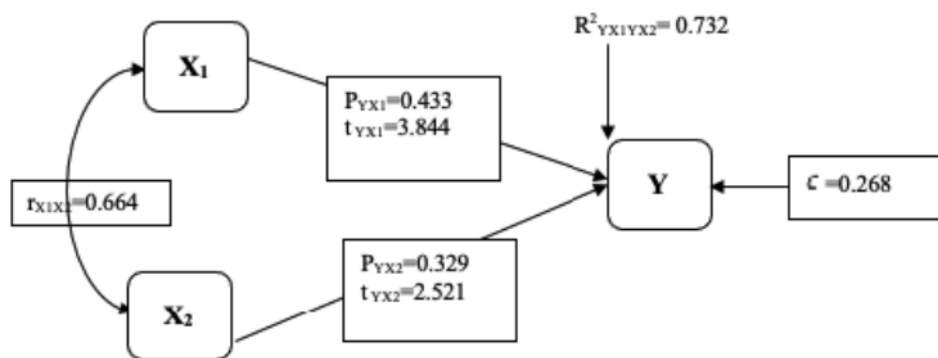 R²YX1YX2= 0.732
X₁
PYX1=0.433
tYX1=3.844
Y
ϵ =0.268
rX1X2=0.664
PYX2=0.329
tYX2=2.521
X₂